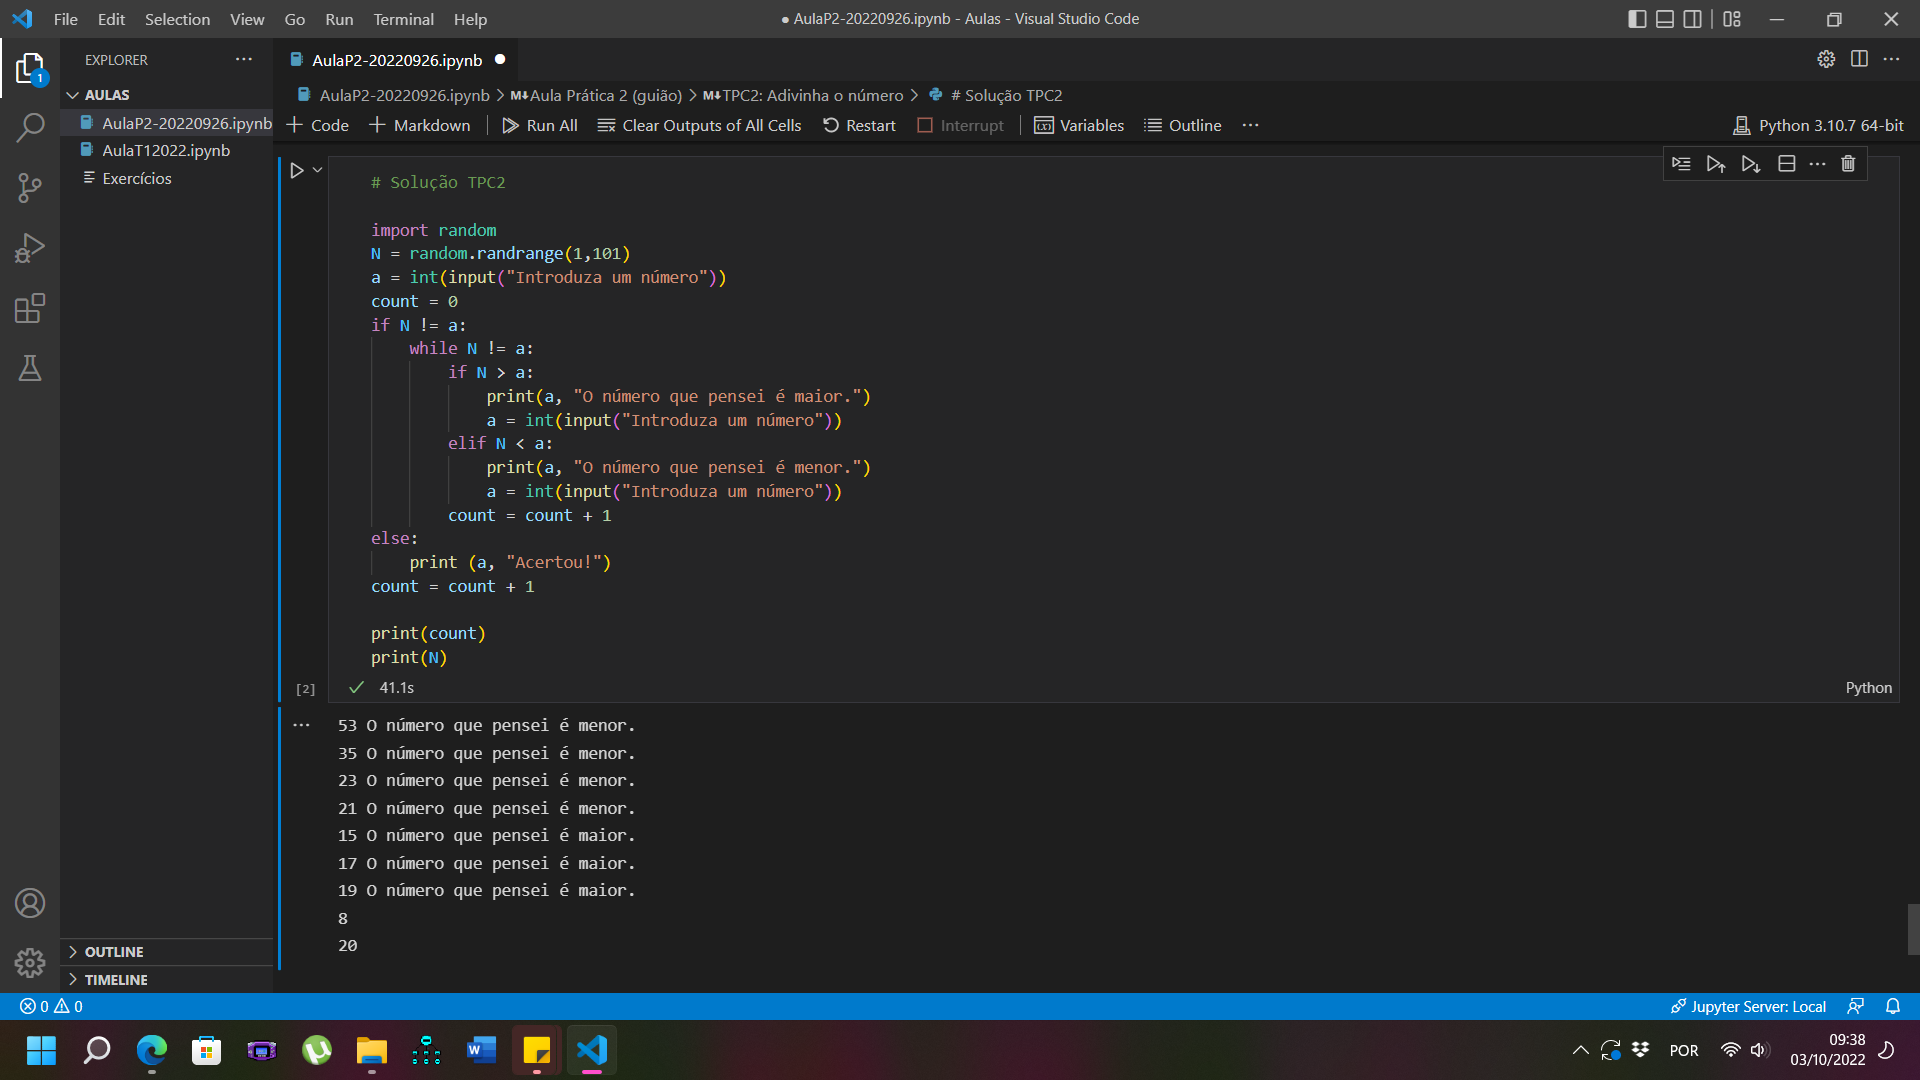 File Edit Selection View Go Run Terminal Help
● AulaP2-20220926.ipynb - Aulas - Visual Studio Code
EXPLORER
AULAS
AulaP2-20220926.ipynb
AulaT12022.ipynb
Exercícios
OUTLINE
TIMELINE
1
AulaP2-20220926.ipynb
AulaP2-20220926.ipynb > M↓Aula Prática 2 (guião) > M↓TPC2: Adivinha o número > # Solução TPC2
+ Code + Markdown Run All Clear Outputs of All Cells Restart Interrupt Variables Outline ... Python 3.10.7 64-bit
# Solução TPC2
import random
N = random.randrange(1,101)
a = int(input("Introduza um número"))
count = 0
if N != a:
    while N != a:
        if N > a:
            print(a, "O número que pensei é maior.")
            a = int(input("Introduza um número"))
        elif N < a:
            print(a, "O número que pensei é menor.")
            a = int(input("Introduza um número"))
        count = count + 1
else:
    print (a, "Acertou!")
count = count + 1
print(count)
print(N)
[2] 41.1s Python
53 O número que pensei é menor.
35 O número que pensei é menor.
23 O número que pensei é menor.
21 O número que pensei é menor.
15 O número que pensei é maior.
17 O número que pensei é maior.
19 O número que pensei é maior.
8
20
0 0 Jupyter Server: Local
POR
09:38
03/10/2022